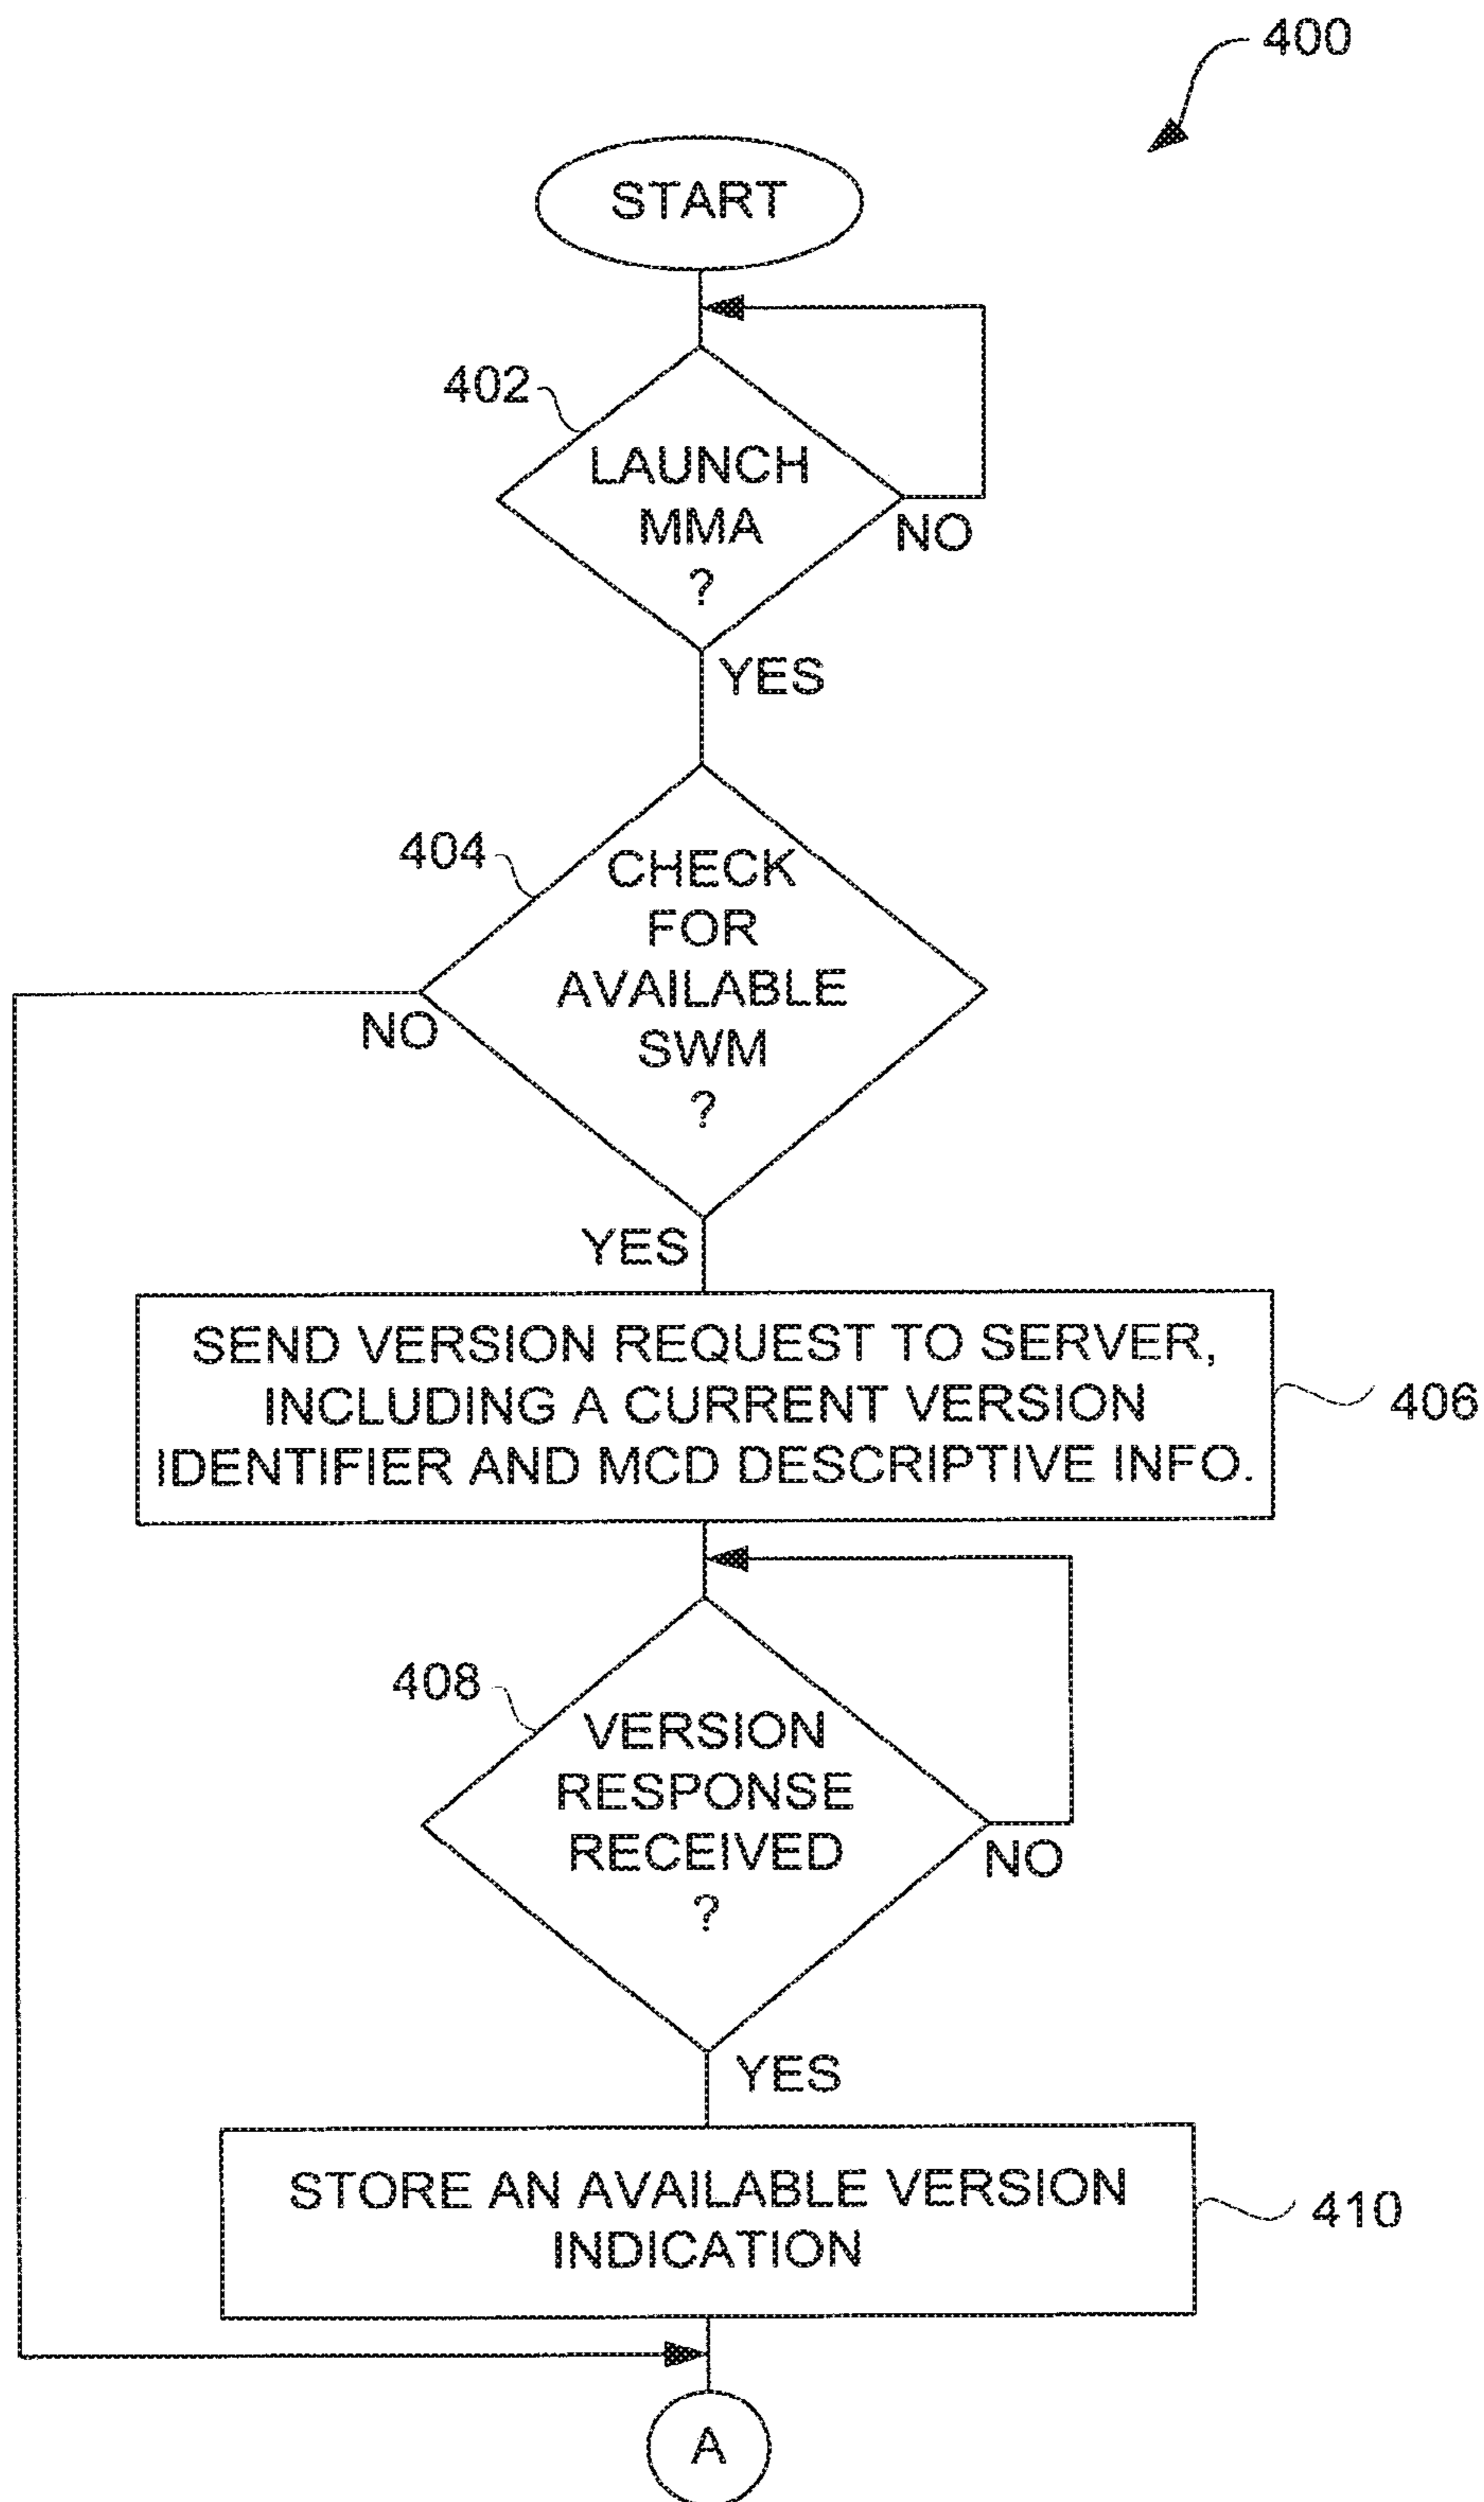 400
START
402
LAUNCH
MMA
?
NO
YES
404
CHECK
FOR
AVAILABLE
SWM
?
NO
YES
SEND VERSION REQUEST TO SERVER,
INCLUDING A CURRENT VERSION
IDENTIFIER AND MCD DESCRIPTIVE INFO.
406
408
VERSION
RESPONSE
RECEIVED
?
NO
YES
STORE AN AVAILABLE VERSION
INDICATION
410
A